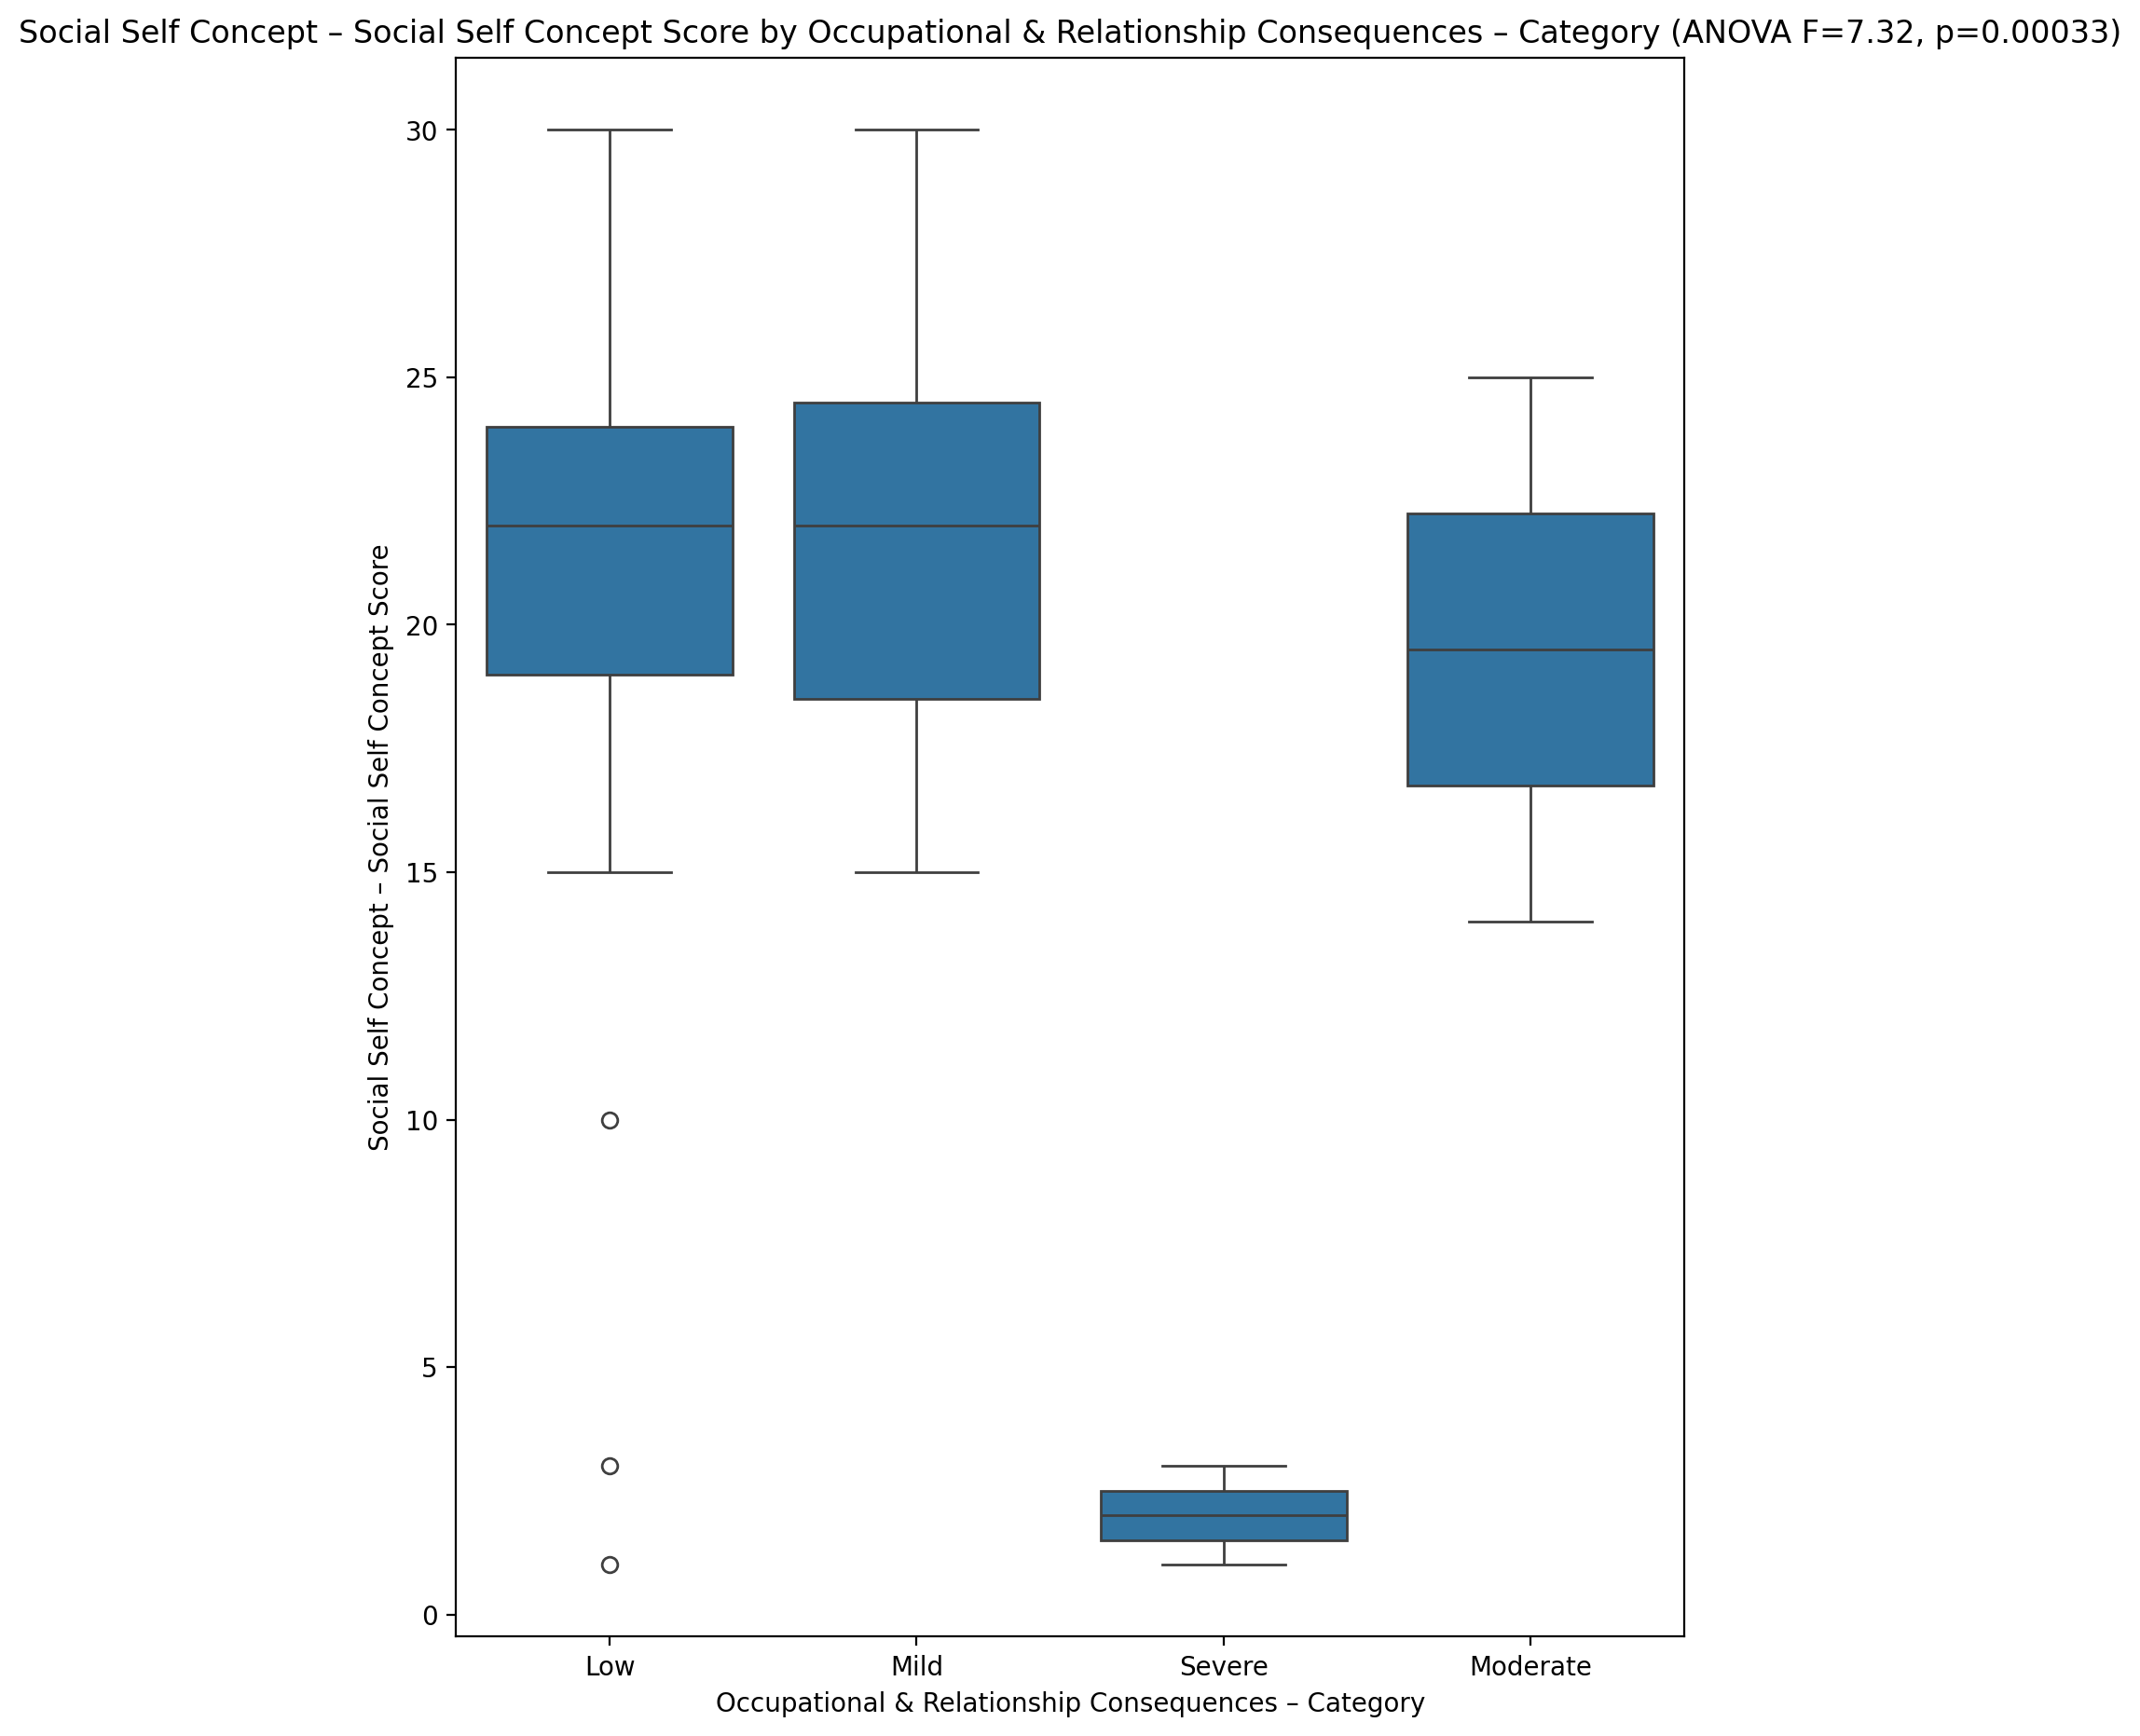 Social Self Concept – Social Self Concept Score by Occupational & Relationship Consequences – Category (ANOVA F=7.32, p=0.00033)
Social Self Concept – Social Self Concept Score
30
25
20
15
10
5
0
Low
Mild
Severe
Moderate
Occupational & Relationship Consequences – Category